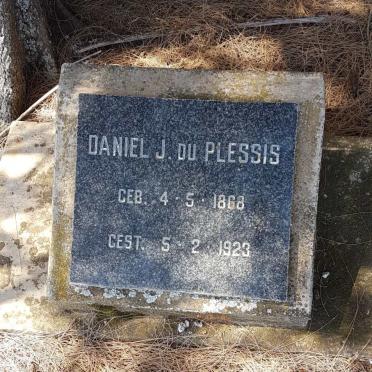 DANIEL J. DU PLESSIS
GEB. 4·5·1868
GEST. 5·2·1923